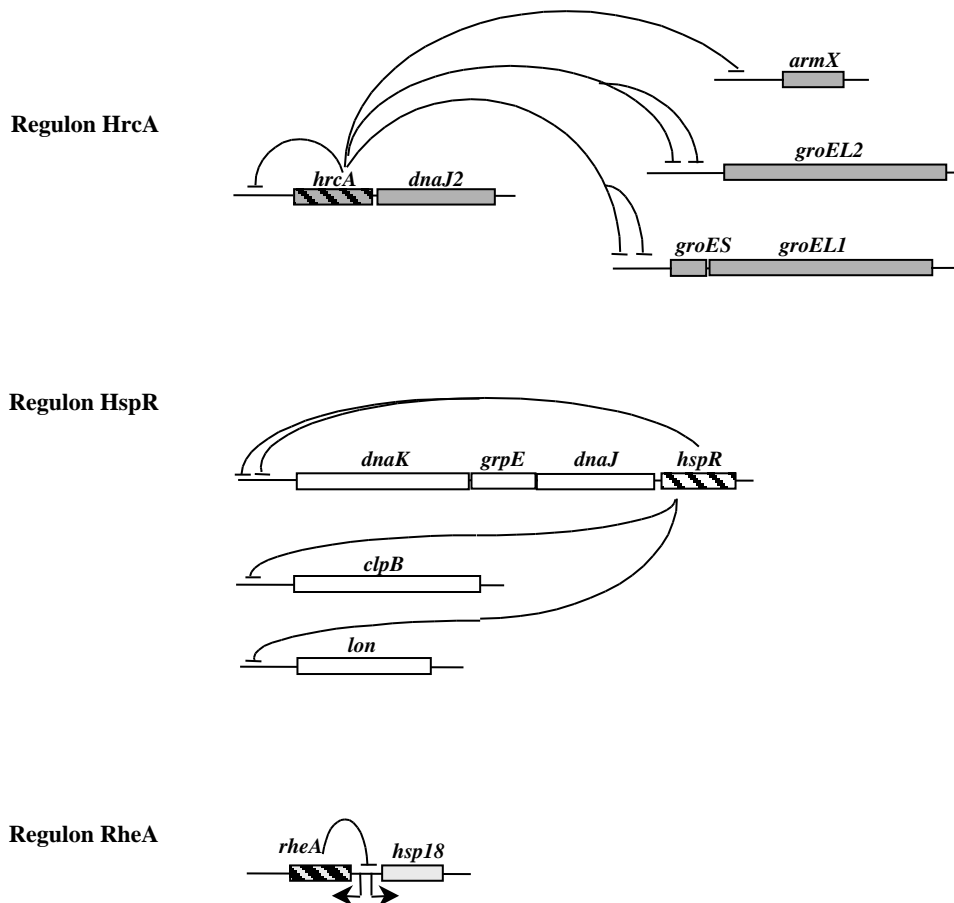 armX
Regulon HrcA
groEL2
hrcA dnaJ2
groES groEL1
Regulon HspR
dnaK grpE dnaJ hspR
clpB
lon
Regulon RheA
rheA hsp18